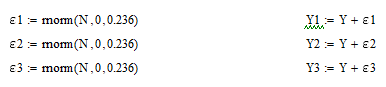 ε1 := rnorm(N,0,0.236) Y1 := Y + ε1
ε2 := rnorm(N,0,0.236) Y2 := Y + ε2
ε3 := rnorm(N,0,0.236) Y3 := Y + ε3